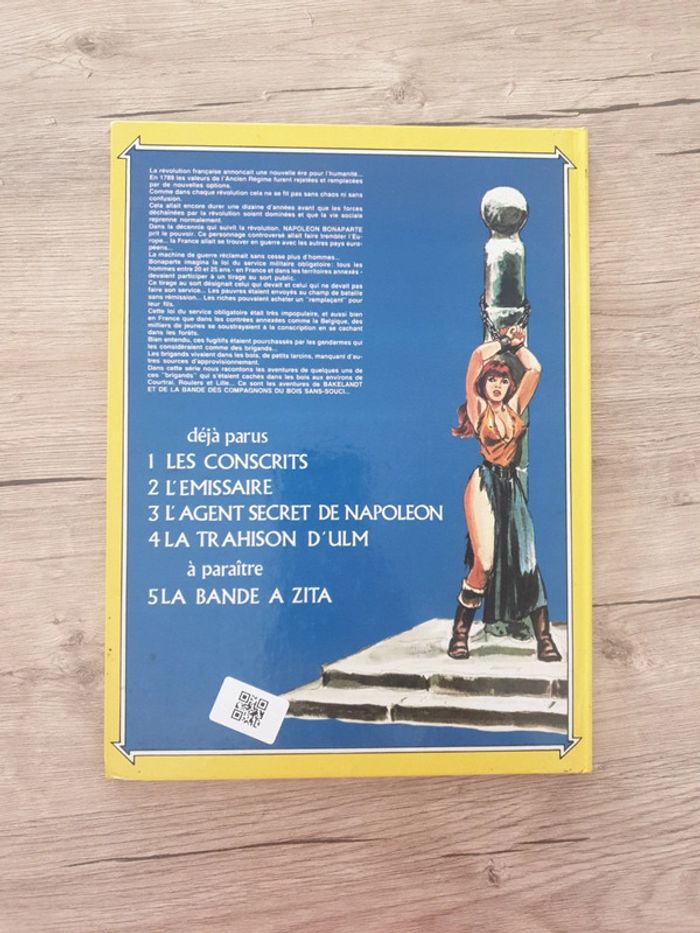 La révolution française annoncait une nouvelle ère pour l'humanité...
En 1789 les valeurs de l'Ancien Régime furent rejetées et remplacées
par de nouvelles options.
Comme dans chaque révolution cela ne se fit pas sans chaos ni sans
confusion.
Cela allait encore durer une dizaine d'années avant que les forces
déchaînées par la révolution soient dominées et que la vie sociale
reprenne normalement.
Dans la décennie qui suivit la révolution, NAPOLEON BONAPARTE
prit le pouvoir. Ce personnage controversé allait faire trembler l'Eu-
rope... la France allait se trouver en guerre avec les autres pays euro-
péens...
La machine de guerre réclamait sans cesse plus d'hommes...
Bonaparte imagina la loi du service militaire obligatoire: tous les
hommes entre 20 et 25 ans - en France et dans les territoires annexés -
devaient participer à un tirage au sort public.
Ce tirage au sort désignait celui qui devait et celui qui ne devait pas
faire son service... Les pauvres étaient envoyés au champ de bataille
sans rémission... Les riches pouvaient acheter un "remplaçant" pour
leur fils.
Cette loi du service obligatoire était très impopulaire, et aussi bien
en France que dans les contrées annexées comme la Belgique, des
milliers de jeunes se soustrayaient à la conscription en se cachant
dans les forêts.
Bien entendu, ces fugitifs étaient pourchassés par les gendarmes qui
les considéraient comme des brigands...
Les brigands vivaient dans les bois, de petits larcins, manquant d'au-
tres sources d'approvisionnement.
Dans cette série nous racontons les aventures de quelques uns de
ces "brigands" qui s'étaient cachés dans les bois aux environs de
Courtrai, Roulers et Lille... Ce sont les aventures de BAKELANDT
ET DE LA BANDE DES COMPAGNONS DU BOIS SANS-SOUCI...
déjà parus
1 LES CONSCRITS
2 L'EMISSAIRE
3 L'AGENT SECRET DE NAPOLEON
4 LA TRAHISON D'ULM
à paraître
5 LA BANDE A ZITA